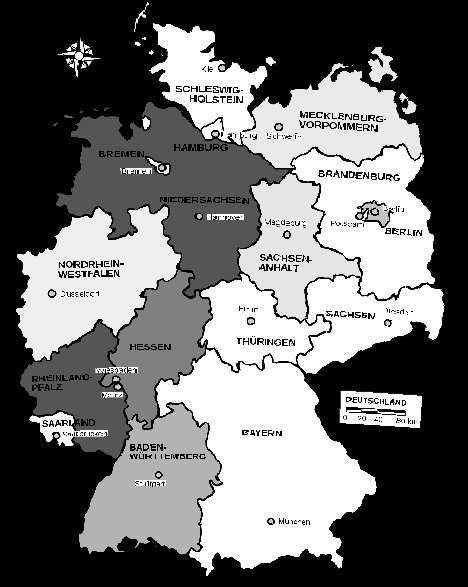 Kiel
SCHLESWIG-
HOLSTEIN
MECKLENBURG-
VORPOMMERN
Hamburg
Schwerin
HAMBURG
BREMEN
Bremen
BRANDENBURG
NIEDERSACHSEN
Hannover
Berlin
Potsdam
BERLIN
Magdeburg
SACHSEN-
ANHALT
NORDRHEIN-
WESTFALEN
Düsseldorf
Erfurt
SACHSEN
Dresden
THÜRINGEN
HESSEN
Wiesbaden
Mainz
RHEINLAND-
PFALZ
SAARLAND
Saarbrücken
DEUTSCHLAND
0 20 40 80 km
BAYERN
BADEN-
WÜRTTEMBERG
Stuttgart
München